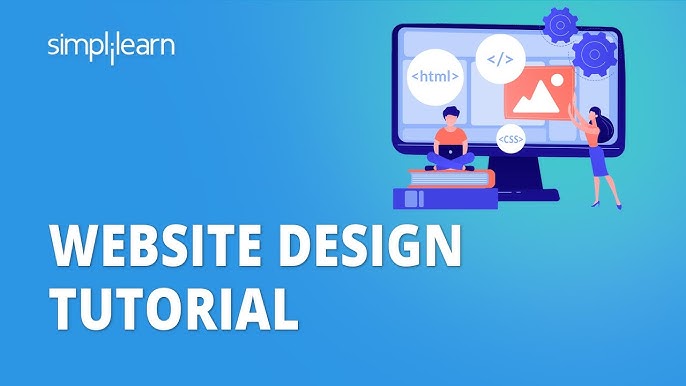 simplilearn
</>
<html>
<CSS>
WEBSITE DESIGN
TUTORIAL